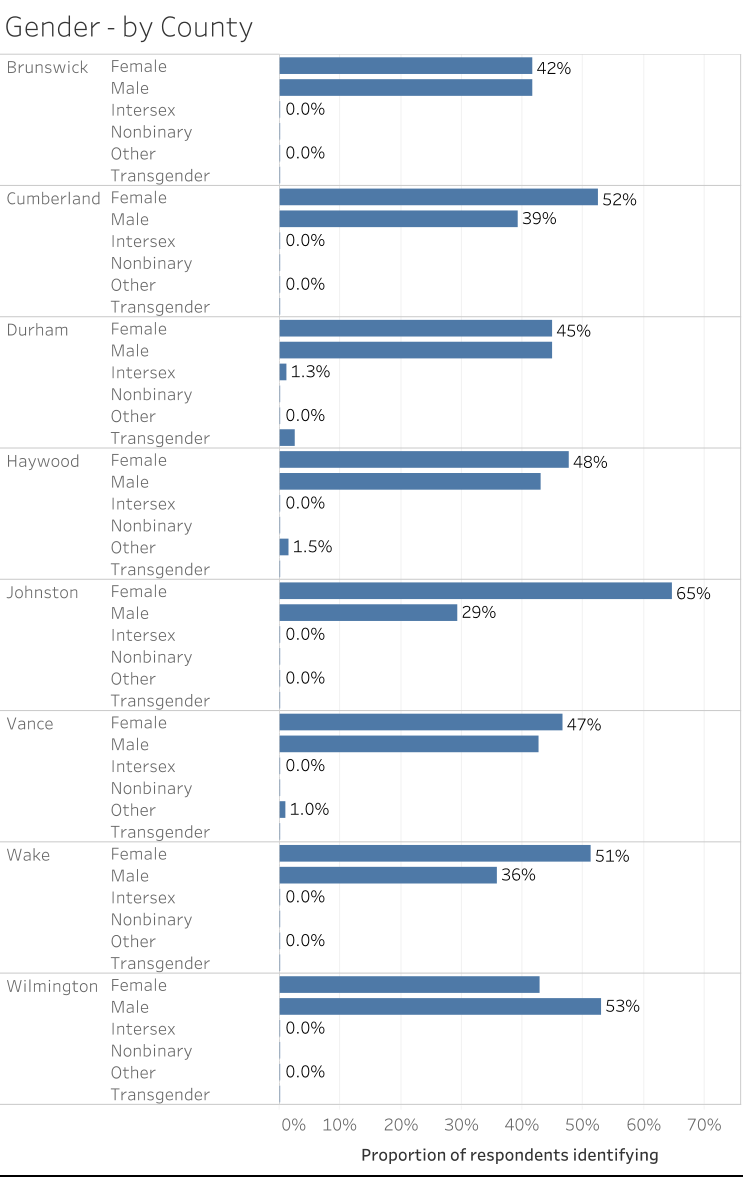 Gender - by County
Brunswick Female 42%
Male
Intersex 0.0%
Nonbinary
Other 0.0%
Transgender
Cumberland Female 52%
Male 39%
Intersex 0.0%
Nonbinary
Other 0.0%
Transgender
Durham Female 45%
Male
Intersex 1.3%
Nonbinary
Other 0.0%
Transgender
Haywood Female 48%
Male
Intersex 0.0%
Nonbinary
Other 1.5%
Transgender
Johnston Female 65%
Male 29%
Intersex 0.0%
Nonbinary
Other 0.0%
Transgender
Vance Female 47%
Male
Intersex 0.0%
Nonbinary
Other 1.0%
Transgender
Wake Female 51%
Male 36%
Intersex 0.0%
Nonbinary
Other 0.0%
Transgender
Wilmington Female
Male 53%
Intersex 0.0%
Nonbinary
Other 0.0%
Transgender
0% 10% 20% 30% 40% 50% 60% 70%
Proportion of respondents identifying